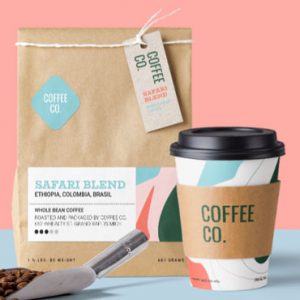 COFFEE
CO.
SAFARI
BLEND
COFFEE
CO.
SAFARI BLEND
ETHIOPIA, COLOMBIA, BRASIL
WHOLE BEAN COFFEE
ROASTED AND PACKAGED BY COFFEE CO.
COFFEE
CO.